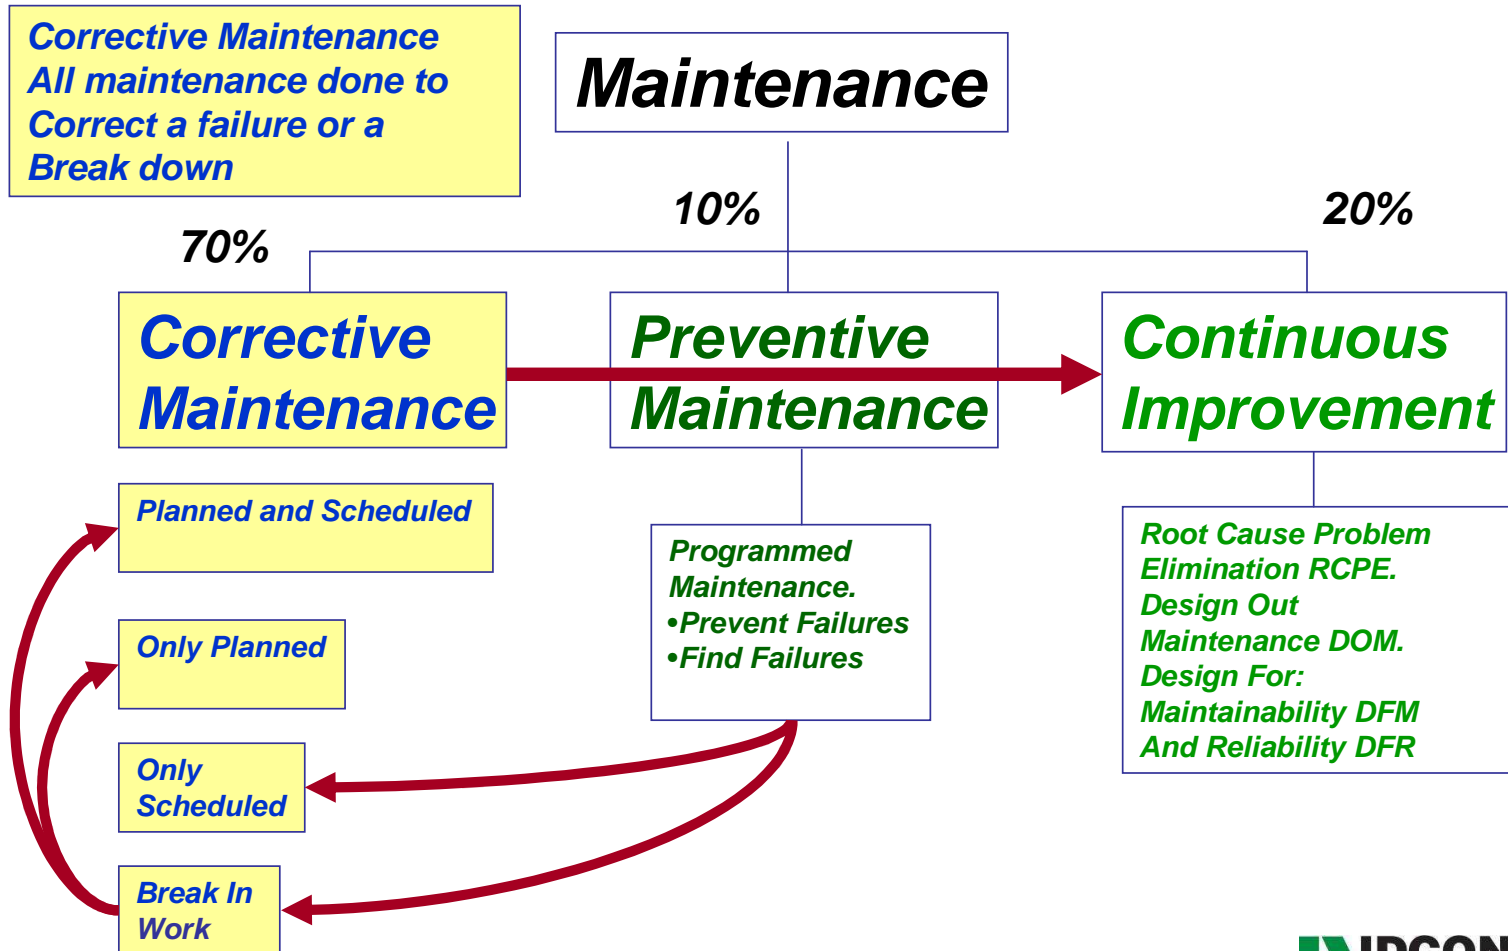 Corrective Maintenance
All maintenance done to
Correct a failure or a
Break down
Maintenance
70%
10%
20%
Corrective
Maintenance
Preventive
Maintenance
Continuous
Improvement
Planned and Scheduled
Only Planned
Only
Scheduled
Break In
Work
Programmed
Maintenance.
•Prevent Failures
•Find Failures
Root Cause Problem
Elimination RCPE.
Design Out
Maintenance DOM.
Design For:
Maintainability DFM
And Reliability DFR
IDCON